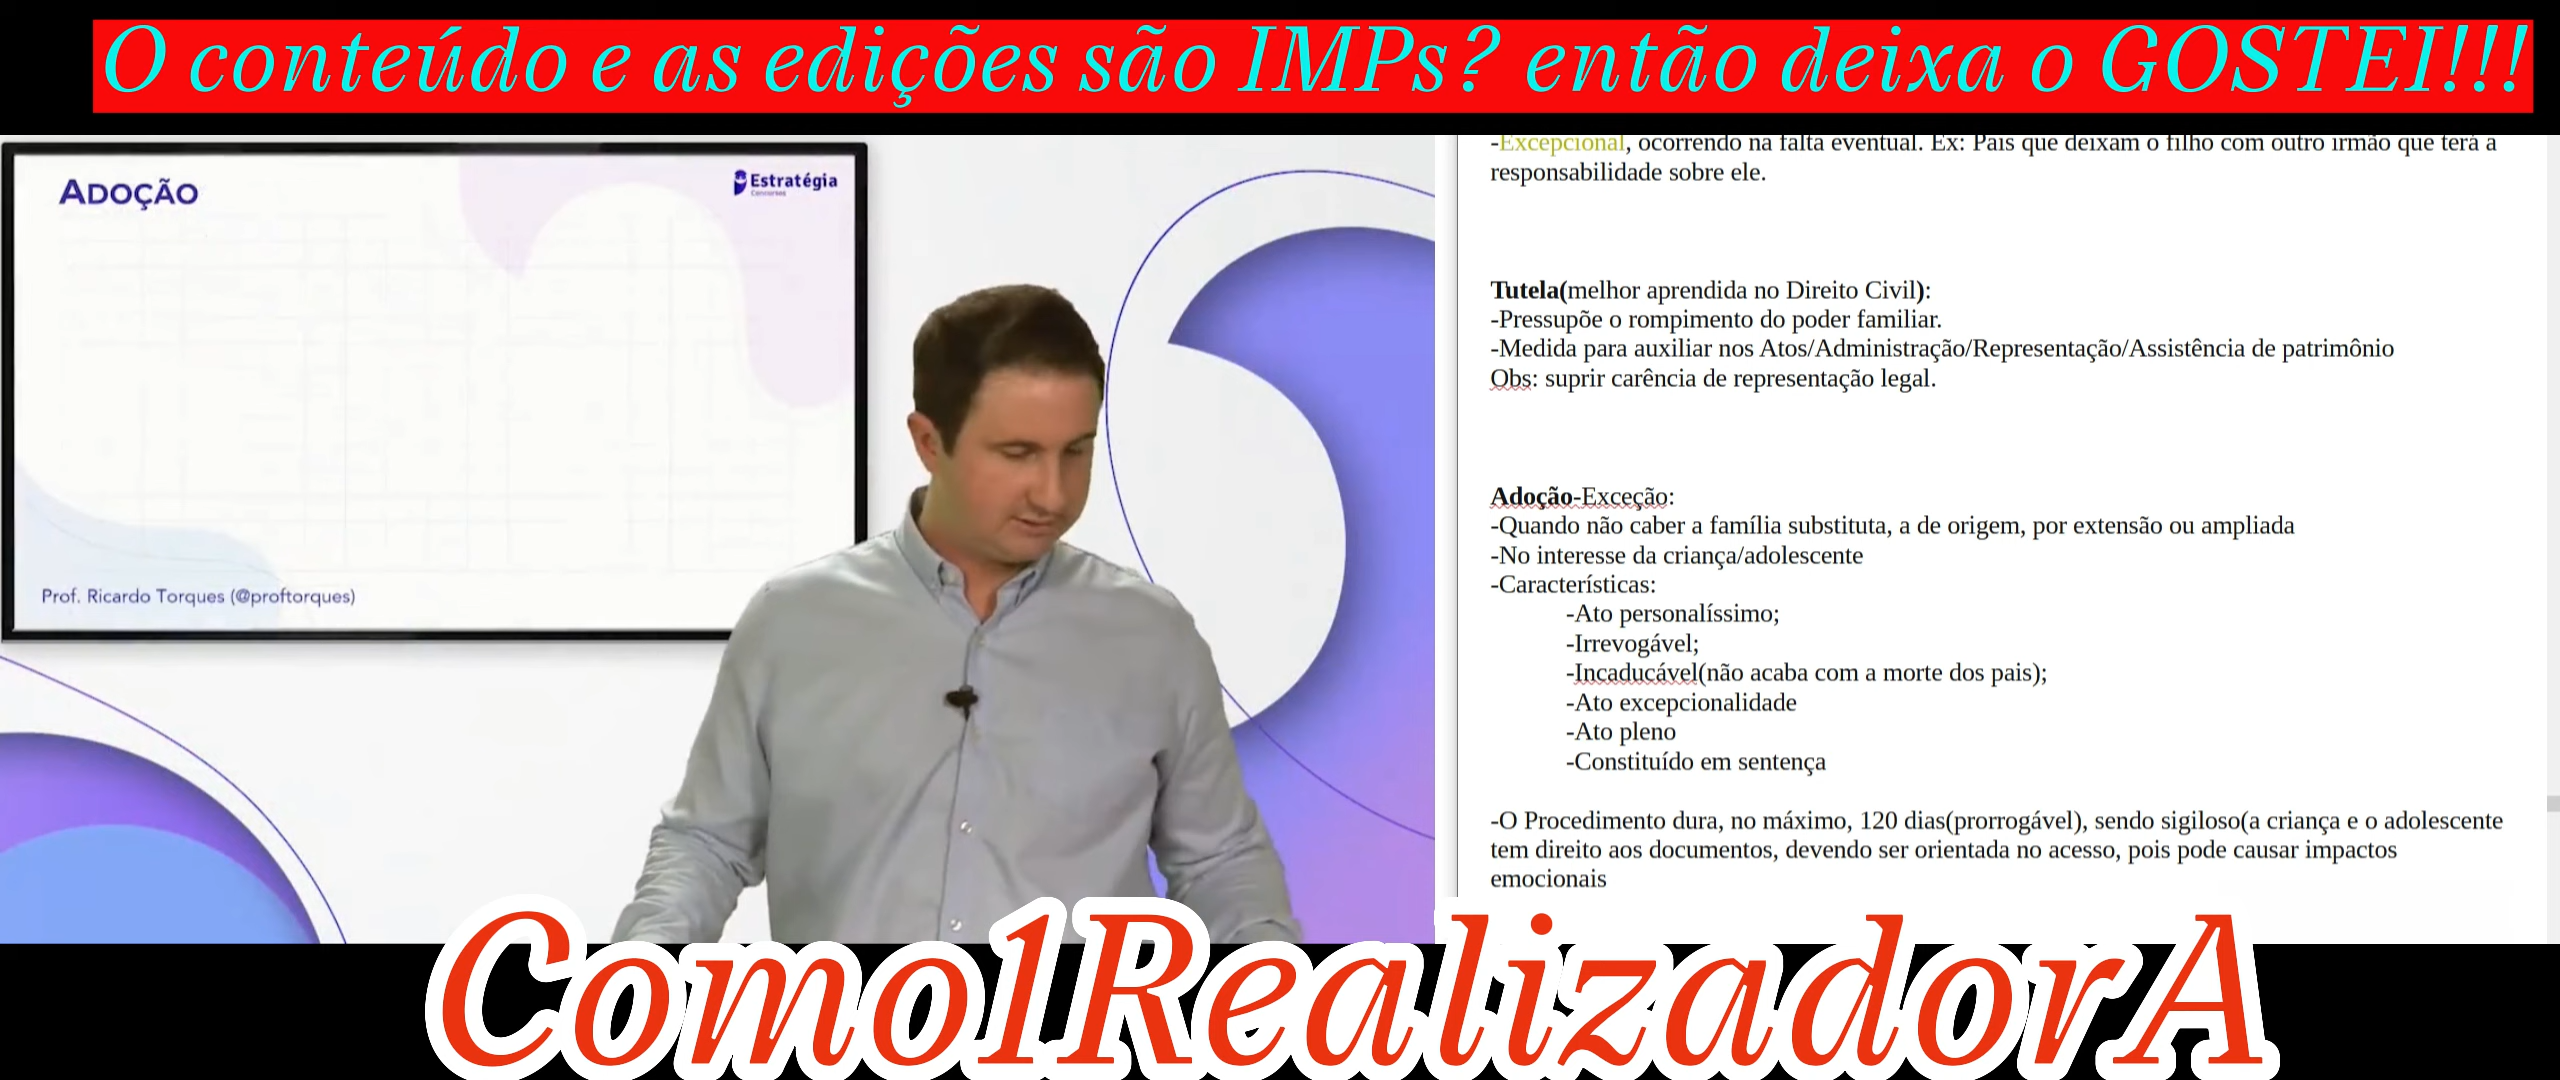 O conteúdo e as edições são IMPs? então deixa o GOSTEI!!!
ADOÇÃO
Estratégia
Concursos
Prof. Ricardo Torques (@proftorques)
-Excepcional, ocorrendo na falta eventual. Ex: Pais que deixam o filho com outro irmão que terá a
responsabilidade sobre ele.
Tutela(melhor aprendida no Direito Civil):
-Pressupõe o rompimento do poder familiar.
-Medida para auxiliar nos Atos/Administração/Representação/Assistência de patrimônio
Obs: suprir carência de representação legal.
Adoção-Exceção:
-Quando não caber a família substituta, a de origem, por extensão ou ampliada
-No interesse da criança/adolescente
-Características:
-Ato personalíssimo;
-Irrevogável;
-Incaducável(não acaba com a morte dos pais);
-Ato excepcionalidade
-Ato pleno
-Constituído em sentença
-O Procedimento dura, no máximo, 120 dias(prorrogável), sendo sigiloso(a criança e o adolescente
tem direito aos documentos, devendo ser orientada no acesso, pois pode causar impactos
emocionais
Como1RealizadorA